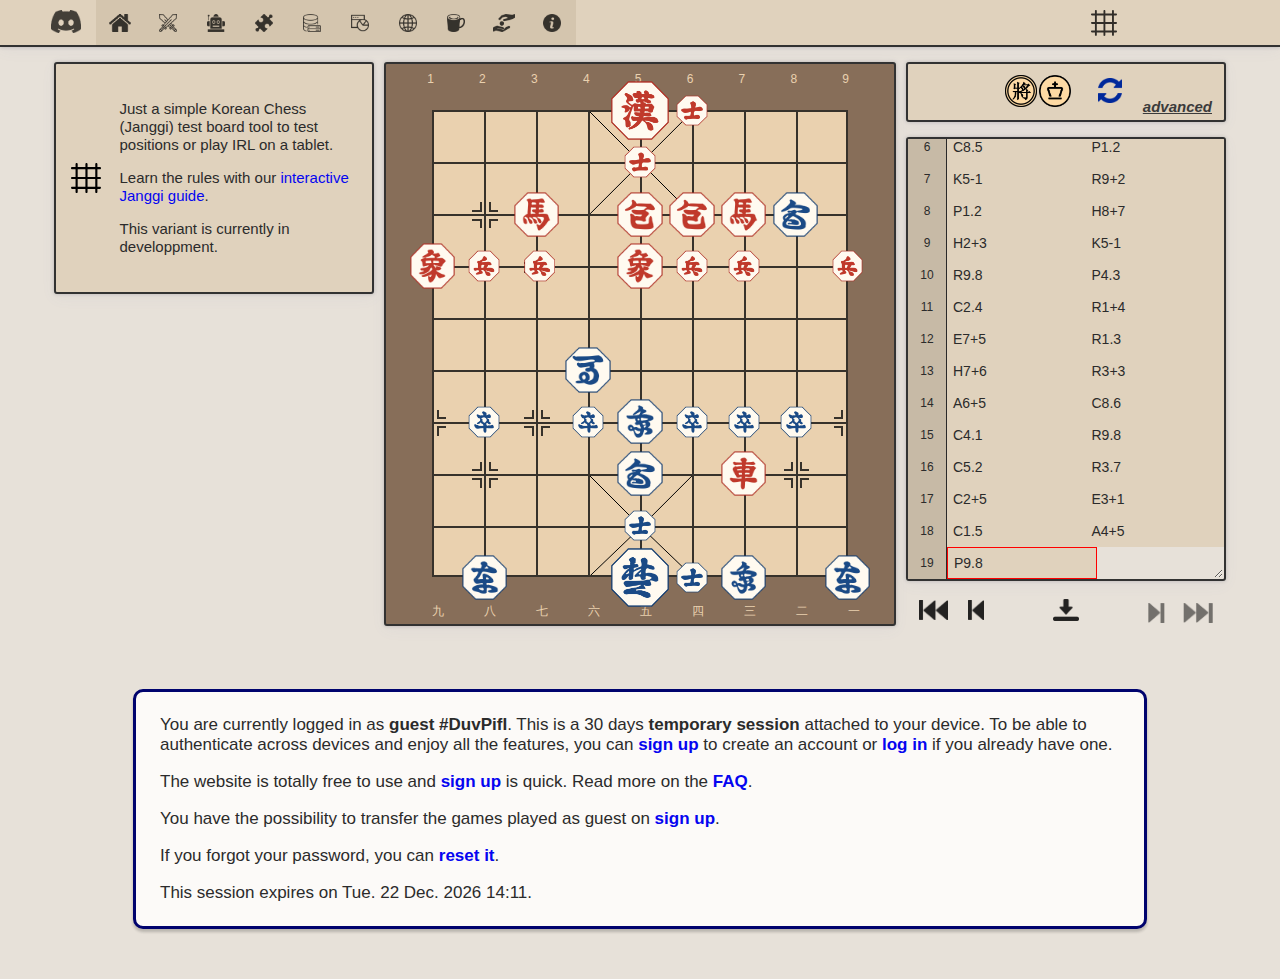 將
advanced
Just a simple Korean Chess
(Janggi) test board tool to test
positions or play IRL on a tablet.
Learn the rules with our interactive
Janggi guide.
This variant is currently in
developpment.
1 2 3 4 5 6 7 8 9
漢 士
士
馬 包 包 馬 包
象 兵 兵 象 兵 兵 兵
馬
卒 卒 象 卒 卒 卒
包 車
士
車 楚 士 象 車
九 八 七 六 五 四 三 二 一
6 C8.5 P1.2
7 K5-1 R9+2
8 P1.2 H8+7
9 H2+3 K5-1
10 R9.8 P4.3
11 C2.4 R1+4
12 E7+5 R1.3
13 H7+6 R3+3
14 A6+5 C8.6
15 C4.1 R9.8
16 C5.2 R3.7
17 C2+5 E3+1
18 C1.5 A4+5
19 P9.8
You are currently logged in as guest #DuvPifl. This is a 30 days temporary session attached to your device. To be able to
authenticate across devices and enjoy all the features, you can sign up to create an account or log in if you already have one.
The website is totally free to use and sign up is quick. Read more on the FAQ.
You have the possibility to transfer the games played as guest on sign up.
If you forgot your password, you can reset it.
This session expires on Tue. 22 Dec. 2026 14:11.